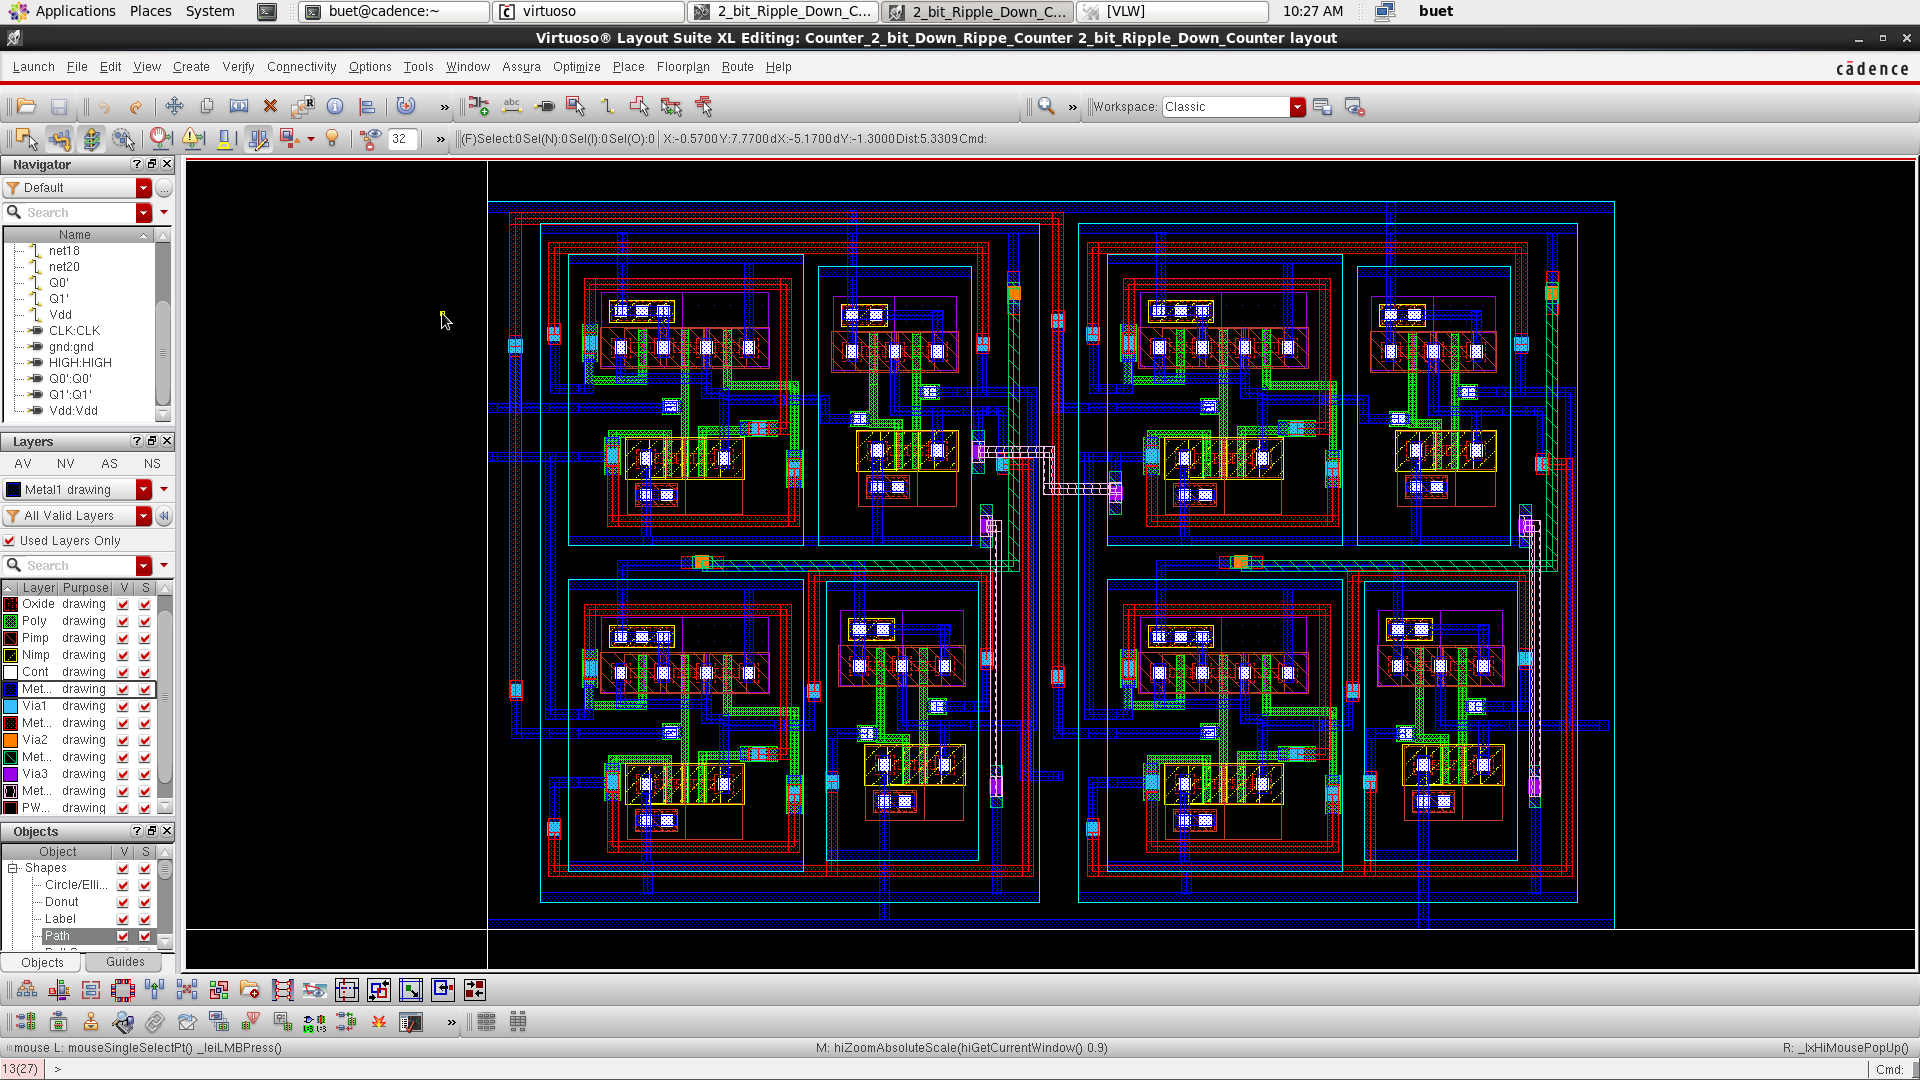 Applications Places System buet@cadence:~ virtuoso 2_bit_Ripple_Down_C... 2_bit_Ripple_Down_C... [VLW] 10:27 AM buet
Virtuoso® Layout Suite XL Editing: Counter_2_bit_Down_Rippe_Counter 2_bit_Ripple_Down_Counter layout
Launch File Edit View Create Verify Connectivity Options Tools Window Assura Optimize Place Floorplan Route Help cādence
» abc » Workspace: Classic
32 » (F)Select:0 Sel(N):0 Sel(I):0 Sel(O):0 X:-0.5700 Y:7.7700 dX:-5.1700 dY:-1.3000 Dist:5.3309 Cmd:
Navigator
Default
Search
Name
net18
net20
Q0'
Q1'
Vdd
CLK:CLK
gnd:gnd
HIGH:HIGH
Q0':Q0'
Q1':Q1'
Vdd:Vdd
Layers
AV NV AS NS
Metal1 drawing
All Valid Layers
Used Layers Only
Search
Layer Purpose V S
Oxide drawing
Poly drawing
Pimp drawing
Nimp drawing
Cont drawing
Met... drawing
Via1 drawing
Met... drawing
Via2 drawing
Met... drawing
Via3 drawing
Met... drawing
PW... drawing
Objects
Object V S
Shapes
Circle/Elli...
Donut
Label
Path
Objects Guides
»
mouse L: mouseSingleSelectPt() _leiLMBPress() M: hiZoomAbsoluteScale(hiGetCurrentWindow() 0.9) R: _lxHiMousePopUp()
13(27) > Cmd: